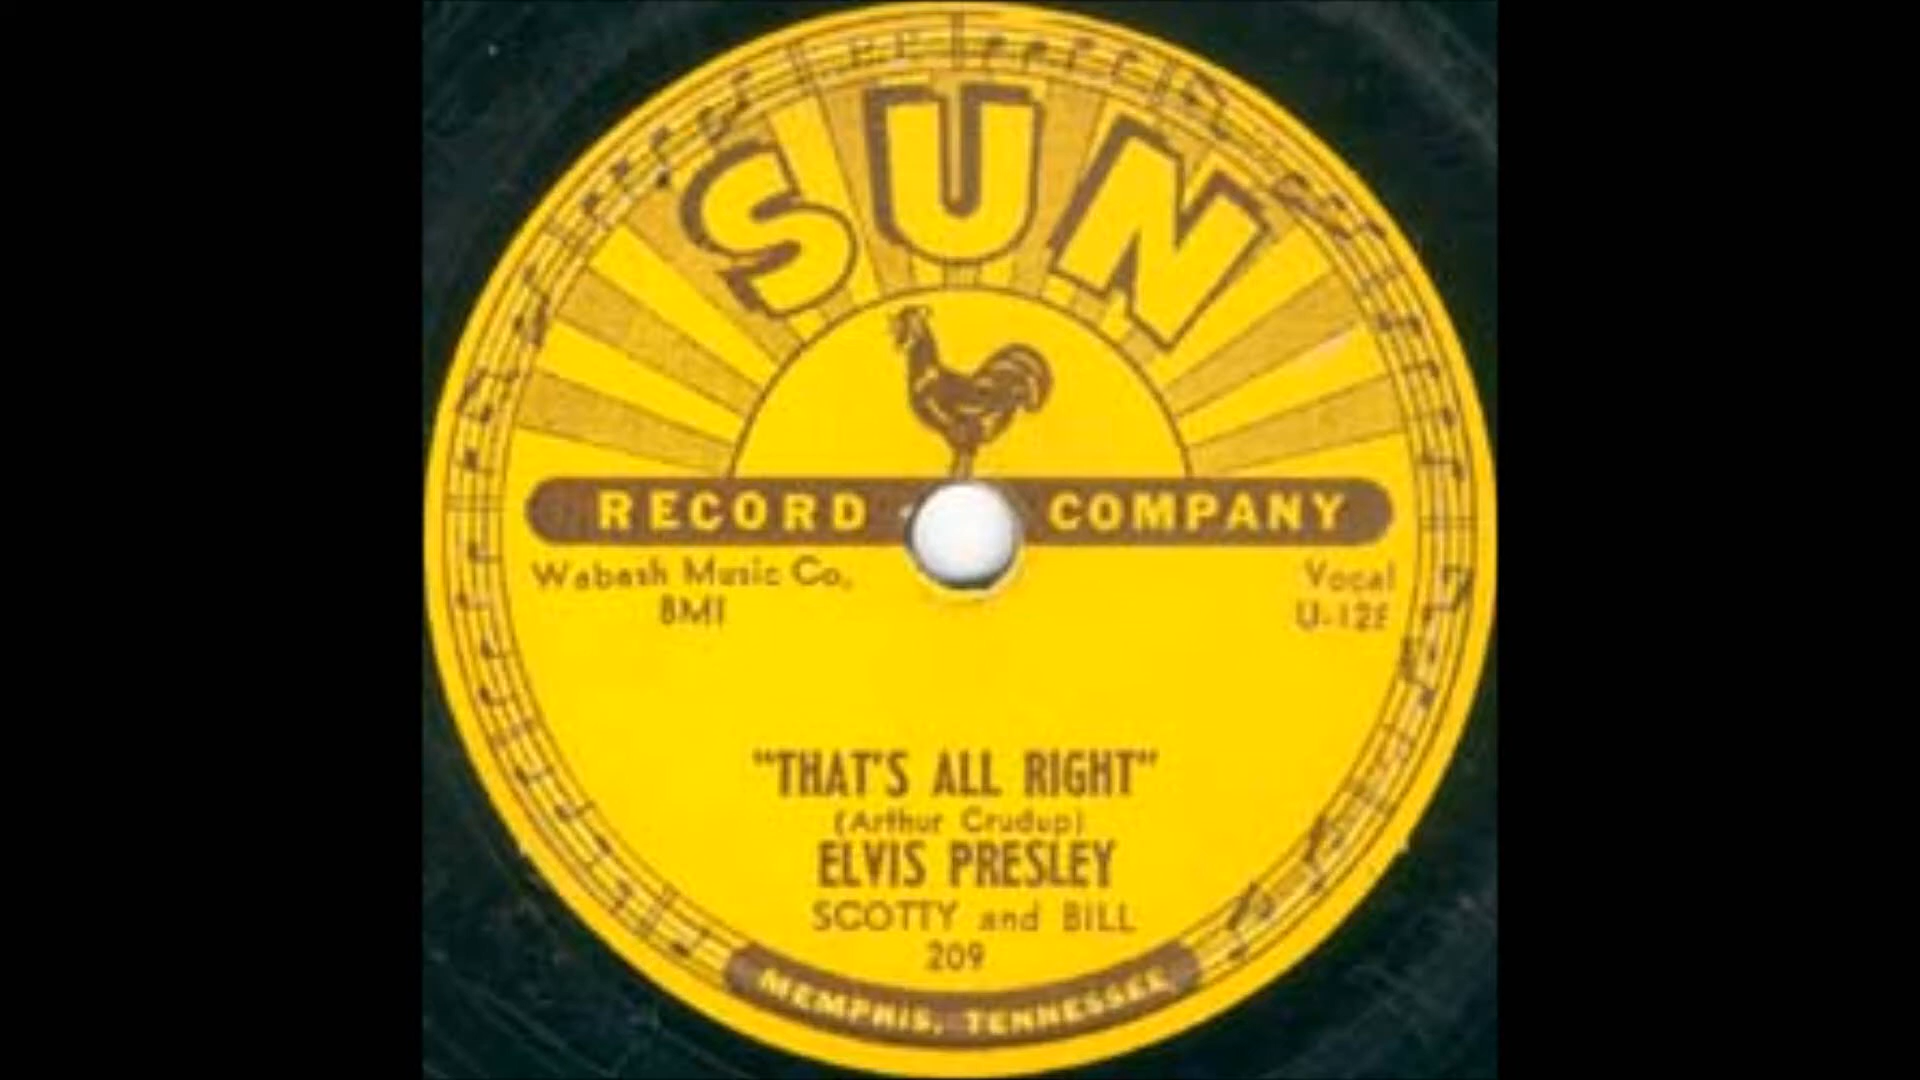 SUN
RECORD COMPANY
Wabash Music Co.
BMI
Vocal
"THAT'S ALL RIGHT"
(Arthur Crudup)
ELVIS PRESLEY
SCOTTY and BILL
209
MEMPHIS, TENNESSEE